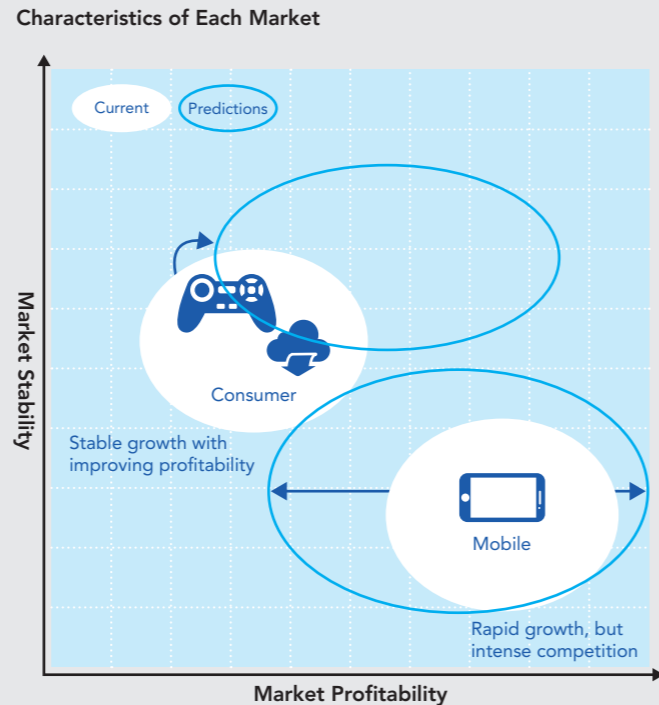 Characteristics of Each Market
Current
Predictions
Market Stability
Consumer
Stable growth with
improving profitability
Mobile
Rapid growth, but
intense competition
Market Profitability